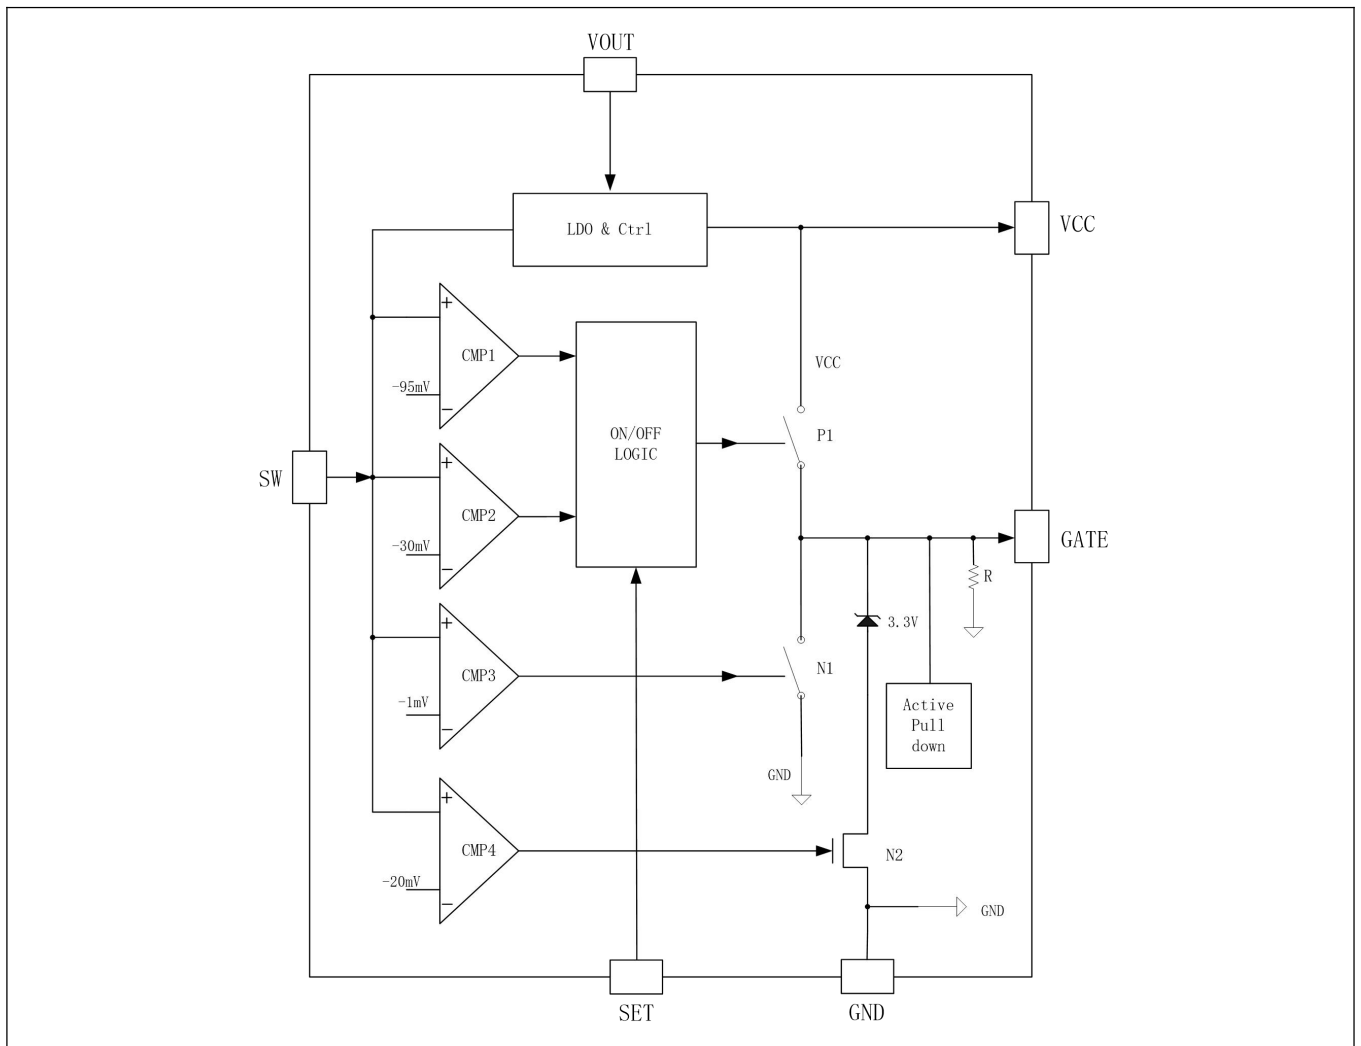 VOUT
LDO & Ctrl
VCC
+
CMP1
-95mV
−
VCC
ON/OFF
LOGIC
P1
+
SW
CMP2
-30mV
−
GATE
R
+
3.3V
CMP3
N1
-1mV
−
Active
Pull
down
GND
+
CMP4
N2
-20mV
−
GND
SET
GND